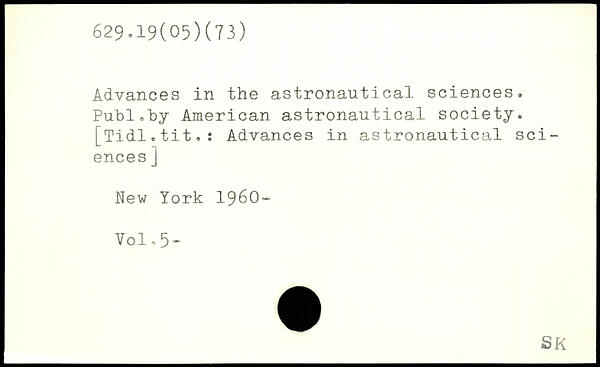 629.19(05)(73)
Advances in the astronautical sciences.
Publ.by American astronautical society.
[Tidl.tit.: Advances in astronautical sci-
ences]
New York 1960-
Vol.5-
SK